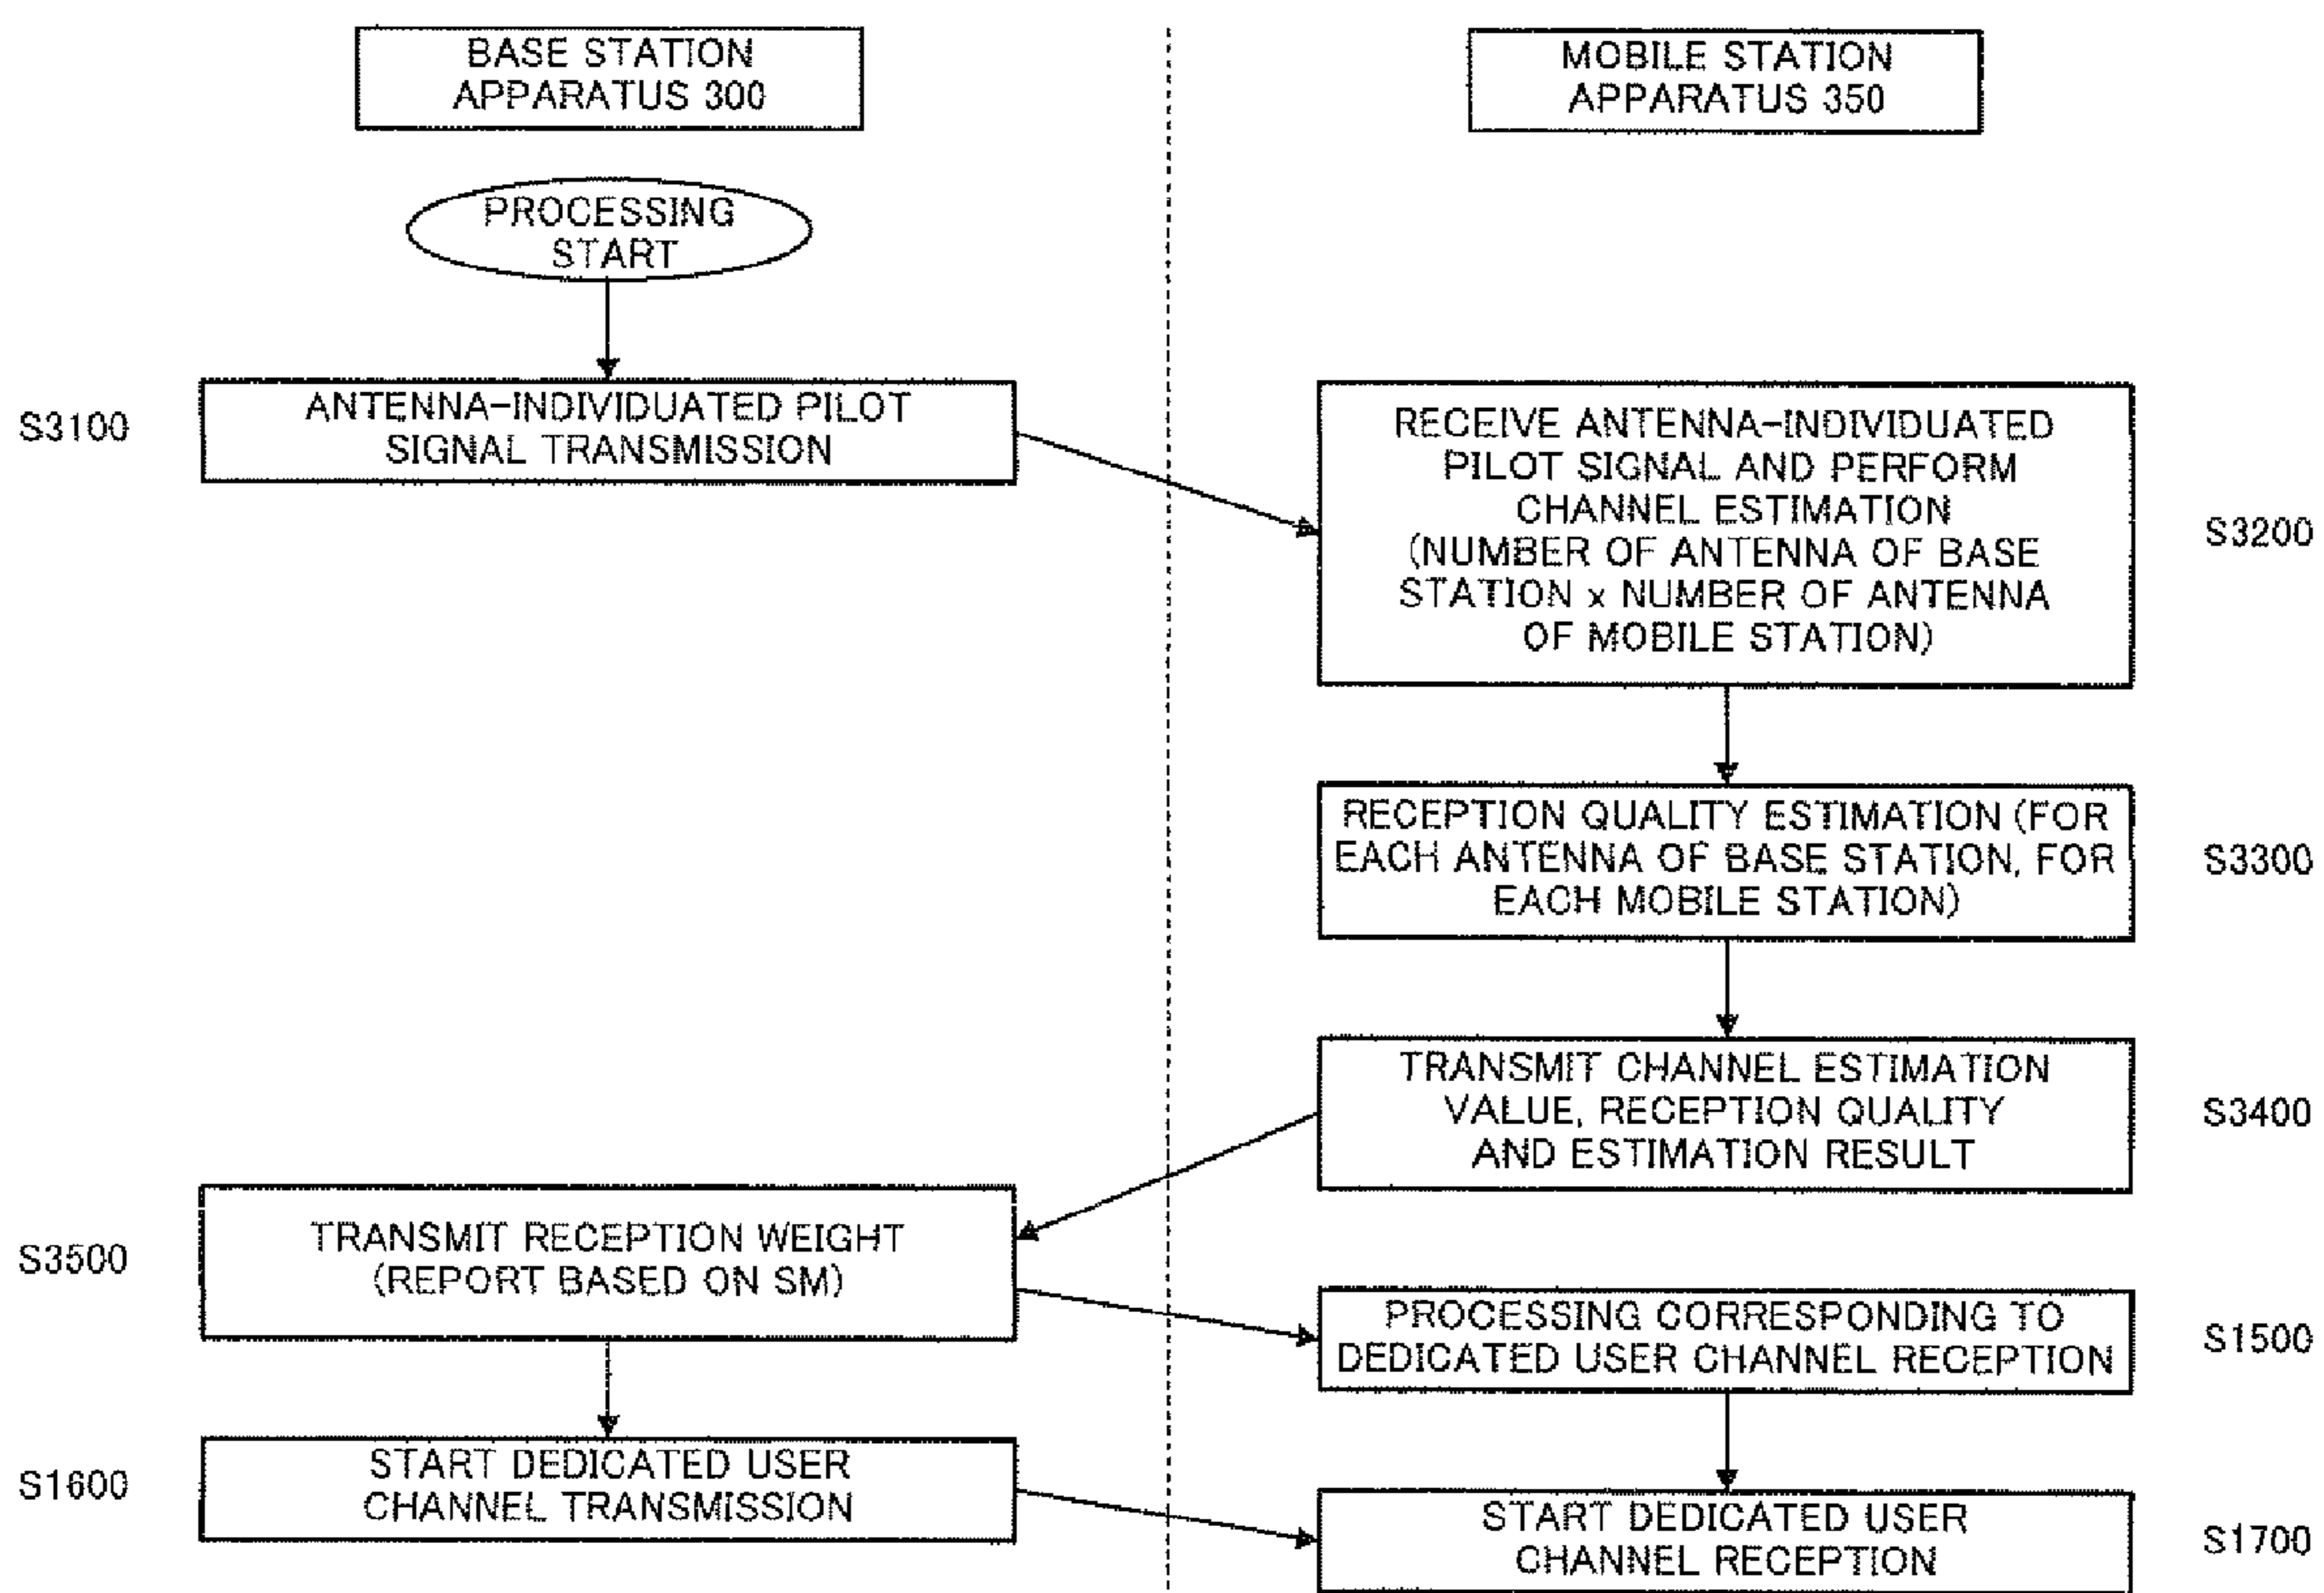 BASE STATION
APPARATUS 300
MOBILE STATION
APPARATUS 350
PROCESSING
START
S3100
ANTENNA-INDIVIDUATED PILOT
SIGNAL TRANSMISSION
RECEIVE ANTENNA-INDIVIDUATED
PILOT SIGNAL AND PERFORM
CHANNEL ESTIMATION
(NUMBER OF ANTENNA OF BASE
STATION x NUMBER OF ANTENNA
OF MOBILE STATION)
S3200
RECEPTION QUALITY ESTIMATION (FOR
EACH ANTENNA OF BASE STATION, FOR
EACH MOBILE STATION)
S3300
TRANSMIT CHANNEL ESTIMATION
VALUE, RECEPTION QUALITY
AND ESTIMATION RESULT
S3400
S3500
TRANSMIT RECEPTION WEIGHT
(REPORT BASED ON SM)
PROCESSING CORRESPONDING TO
DEDICATED USER CHANNEL RECEPTION
S1500
S1600
START DEDICATED USER
CHANNEL TRANSMISSION
START DEDICATED USER
CHANNEL RECEPTION
S1700